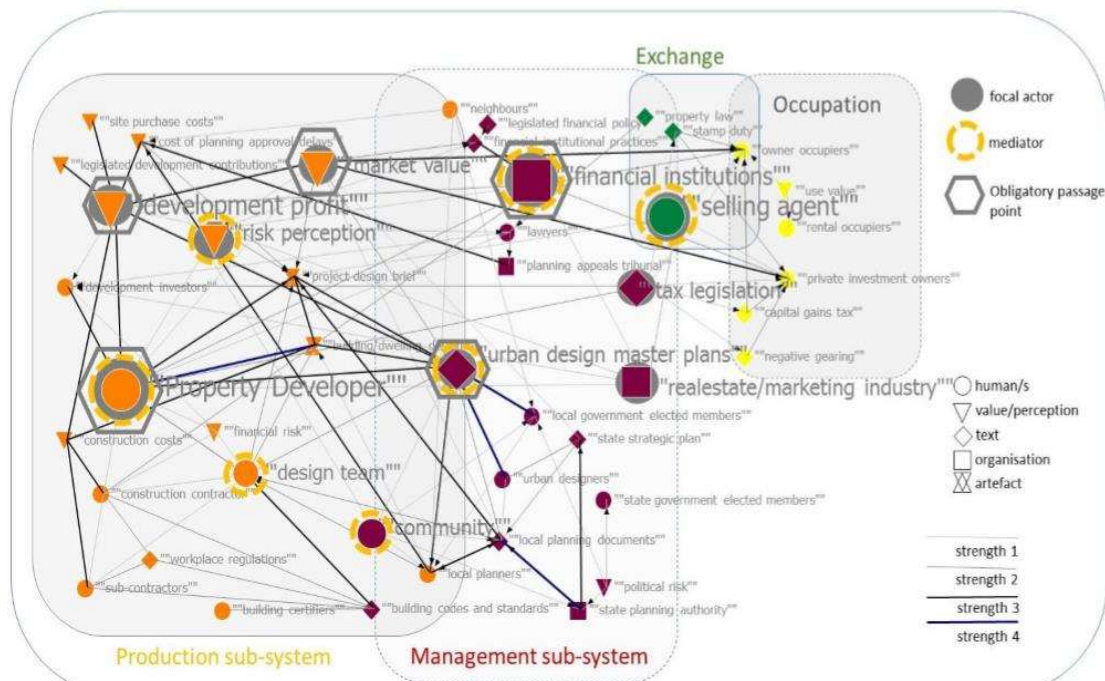 Exchange
Occupation
""neighbours""
""property law""
""site purchase costs""
""legislated financial policy"
""stamp duty""
""cost of planning approval delays"
""financial institutional practices""
""owner occupiers""
""legislated development contributions""
""market value""
""financial institutions""
""use value"
""development profit""
""selling agent""
""risk perception""
""rental occupiers""
""lawyers""
""planning appeals tribunal""
""project design brief"
""private investment owners""
""development investors""
""tax legislation""
""capital gains tax""
""building/dwelling
""urban design master plans""
""negative gearing""
""Property Developer""
""realestate/marketing industry""
""local government elected members""
""financial risk""
""construction costs""
""state strategic plan""
""design team""
""urban designers""
""construction contractor""
""state government elected members""
""community""
""local planning documents""
""workplace regulations""
""local planners""
""sub-contractors""
""political risk""
""building certifiers""
""building codes and standards""
""state planning authority""
Production sub-system
Management sub-system
focal actor
mediator
Obligatory passage
point
human/s
value/perception
text
organisation
artefact
strength 1
strength 2
strength 3
strength 4